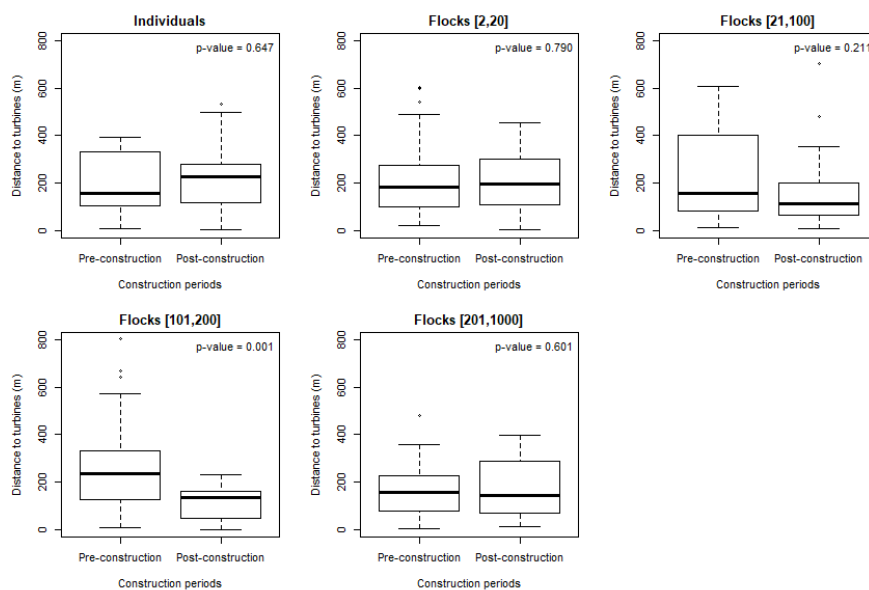 Individuals
p-value = 0.647
Distance to turbines (m)
800
600
400
200
0
Pre-construction Post-construction
Construction periods
Flocks [2,20]
p-value = 0.790
Distance to turbines (m)
800
600
400
200
0
Pre-construction Post-construction
Construction periods
Flocks [21,100]
p-value = 0.211
Distance to turbines (m)
800
600
400
200
0
Pre-construction Post-construction
Construction periods
Flocks [101,200]
p-value = 0.001
Distance to turbines (m)
800
600
400
200
0
Pre-construction Post-construction
Construction periods
Flocks [201,1000]
p-value = 0.601
Distance to turbines (m)
800
600
400
200
0
Pre-construction Post-construction
Construction periods